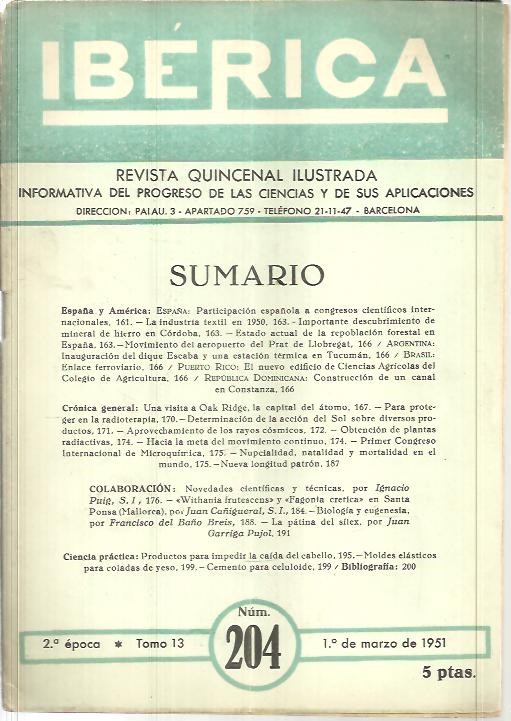 IBÉRICA
REVISTA QUINCENAL ILUSTRADA
INFORMATIVA DEL PROGRESO DE LAS CIENCIAS Y DE SUS APLICACIONES
DIRECCION: PALAU. 3 - APARTADO 759 - TELÉFONO 21-11-47 - BARCELONA
SUMARIO
España y América: ESPAÑA: Participación española a congresos científicos inter-
nacionales, 161. — La industria textil en 1950, 163. - Importante descubrimiento de
mineral de hierro en Córdoba, 163. — Estado actual de la repoblación forestal en
España, 163.—Movimiento del aeropuerto del Prat de Llobregat, 166 / ARGENTINA:
Inauguración del dique Escaba y una estación térmica en Tucumán, 166 / BRASIL:
Enlace ferroviario, 166 / PUERTO RICO: El nuevo edificio de Ciencias Agrícolas del
Colegio de Agricultura, 166 / REPÚBLICA DOMINICANA: Construcción de un canal
en Constanza, 166
Crónica general: Una visita a Oak Ridge, la capital del átomo, 167. — Para prote-
ger en la radioterapia, 170.— Determinación de la acción del Sol sobre diversos pro-
ductos, 171. — Aprovechamiento de los rayos cósmicos, 172. — Obtención de plantas
radiactivas, 174. — Hacia la meta del movimiento continuo, 174. — Primer Congreso
Internacional de Microquímica, 175. — Nupcialidad, natalidad y mortalidad en el
mundo, 175.—Nueva longitud patrón, 187
COLABORACIÓN: Novedades científicas y técnicas, por Ignacio
Puig, S. I., 176. — «Withania frutescens» y «Fagonia cretica» en Santa
Ponsa (Mallorca), por Juan Cañigueral, S. I., 184.—Biología y eugenesia,
por Francisco del Baño Breis, 188. — La pátina del sílex, por Juan
Garriga Pujol, 191
Ciencia práctica: Productos para impedir la caída del cabello, 195.—Moldes elásticos
para coladas de yeso, 199.—Cemento para celuloide, 199 / Bibliografía: 200
Núm.
2.ª época * Tomo 13 204 1.º de marzo de 1951
5 ptas.